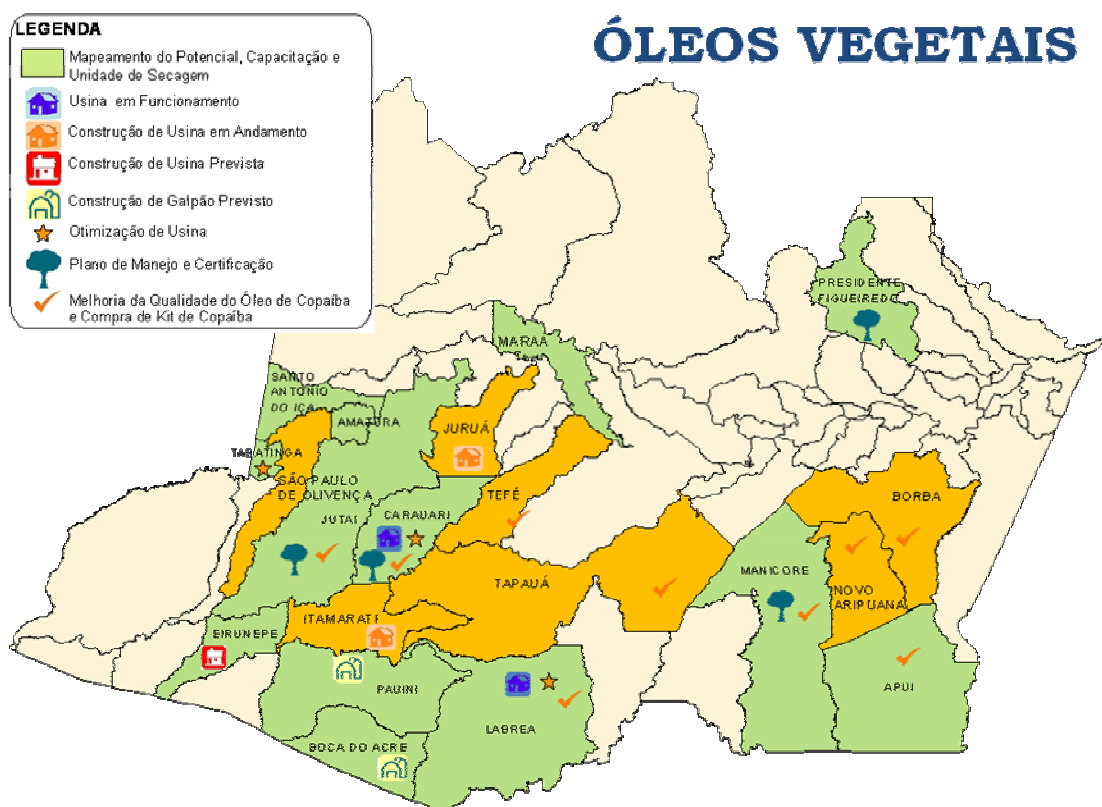 ÓLEOS VEGETAIS
LEGENDA
Mapeamento do Potencial, Capacitação e
Unidade de Secagem
Usina em Funcionamento
Construção de Usina em Andamento
Construção de Usina Prevista
Construção de Galpão Previsto
Otimização de Usina
Plano de Manejo e Certificação
Melhoria da Qualidade do Óleo de Copaíba
e Compra de Kit de Copaíba
PRESIDENTE
FIGUEIREDO
MARAA
SANTO
ANTONIO
DO IÇA
AMATURA
JURUÁ
TABATINGA
SÃO PAULO
DE OLIVENÇA
TEFÉ
BORBA
JUTAI
CARAUARI
MANICORE
TAPAUÁ
NOVO
ARIPUANA
ITAMARATI
EIRUNEPE
PAUINI
APUI
LABREA
BOCA DO ACRE